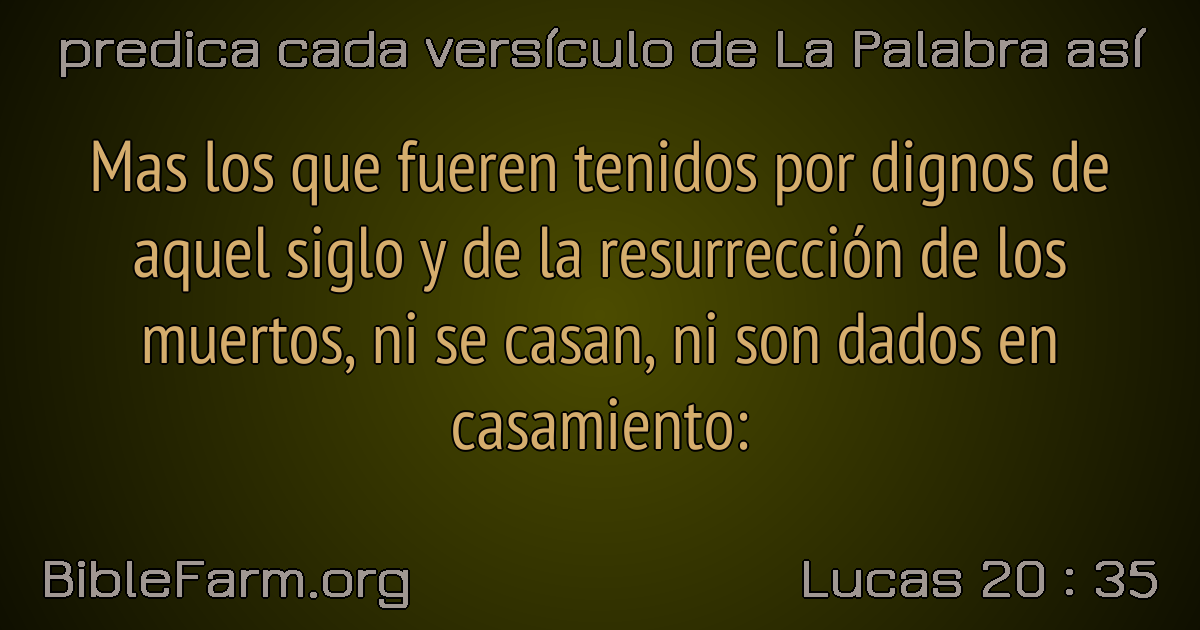 predica cada versículo de La Palabra así
Mas los que fueren tenidos por dignos de
aquel siglo y de la resurrección de los
muertos, ni se casan, ni son dados en
casamiento:
BibleFarm.org
Lucas 20 : 35